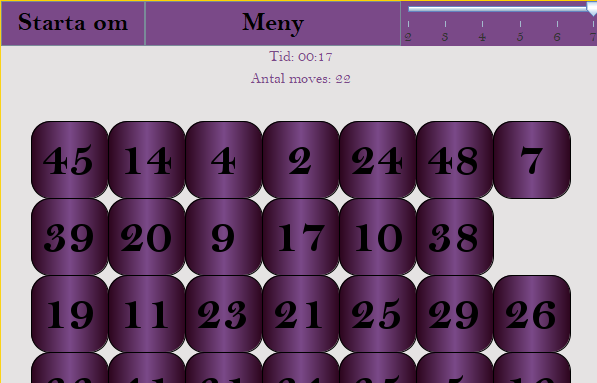 Starta om Meny
2 3 4 5 6 7
Tid: 00:17
Antal moves: 22
45 14 4 2 24 48 7
39 20 9 17 10 38
19 11 23 21 25 29 26